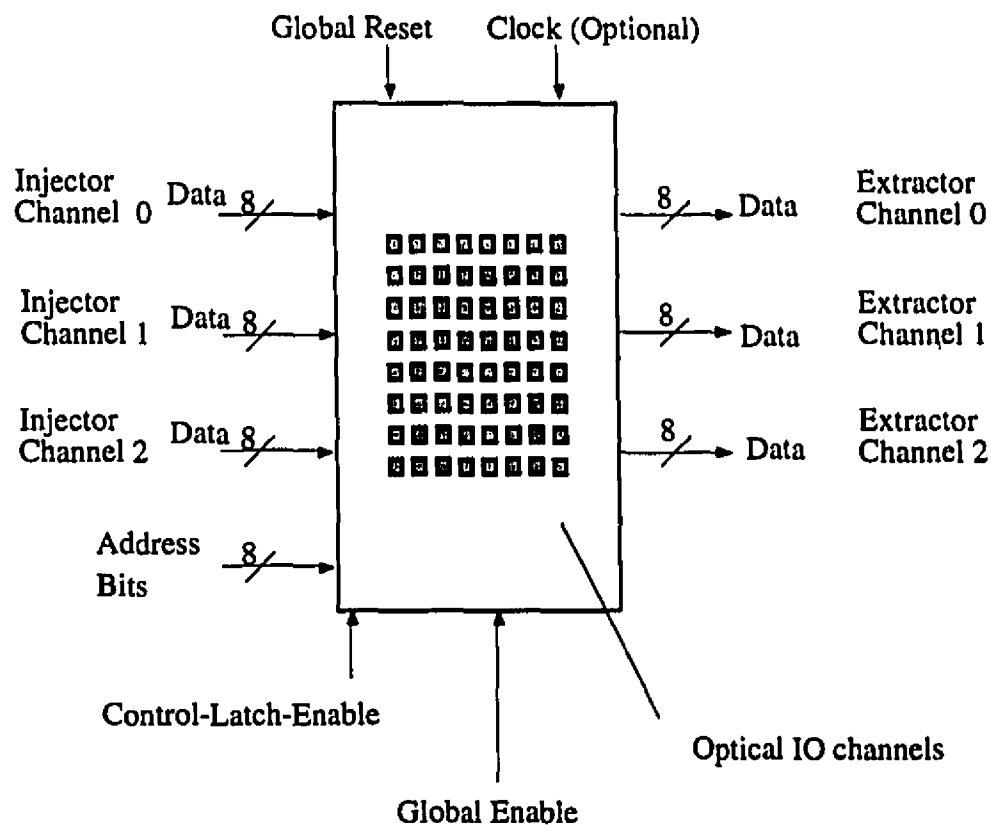 Global Reset
Clock (Optional)
Injector
Channel 0
Data
8
8
Data
Extractor
Channel 0
Injector
Channel 1
Data
8
8
Data
Extractor
Channel 1
Injector
Channel 2
Data
8
8
Data
Extractor
Channel 2
Address
Bits
8
Control-Latch-Enable
Optical IO channels
Global Enable